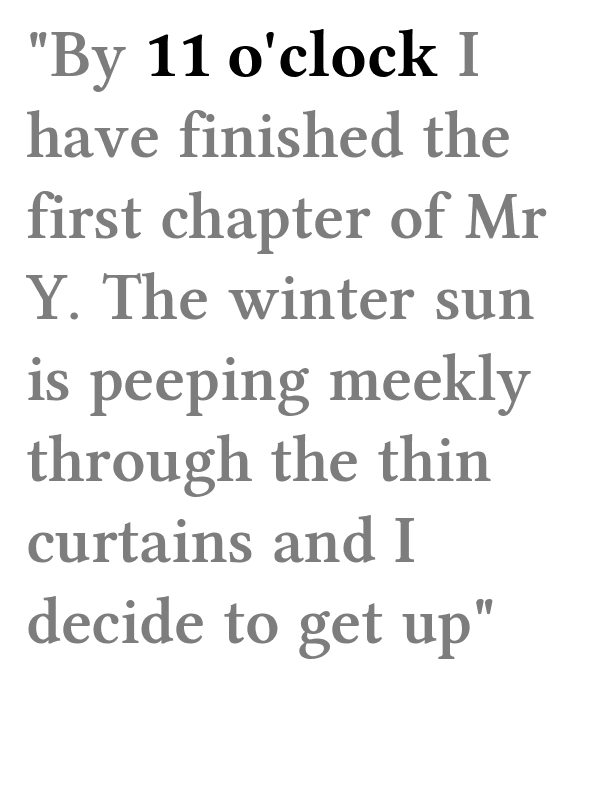 "By 11 o'clock I
have finished the
first chapter of Mr
Y. The winter sun
is peeping meekly
through the thin
curtains and I
decide to get up"